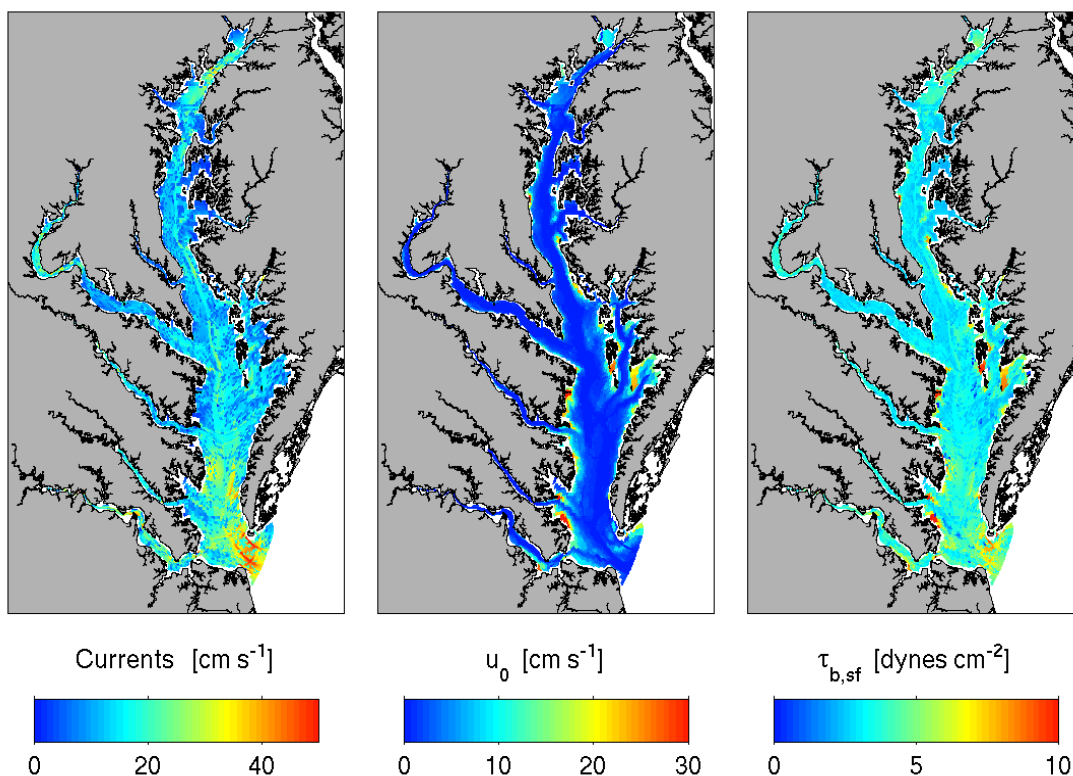 Currents [cm s⁻¹]
u₀ [cm s⁻¹]
τb,sf [dynes cm⁻²]
0 20 40
0 10 20 30
0 5 10